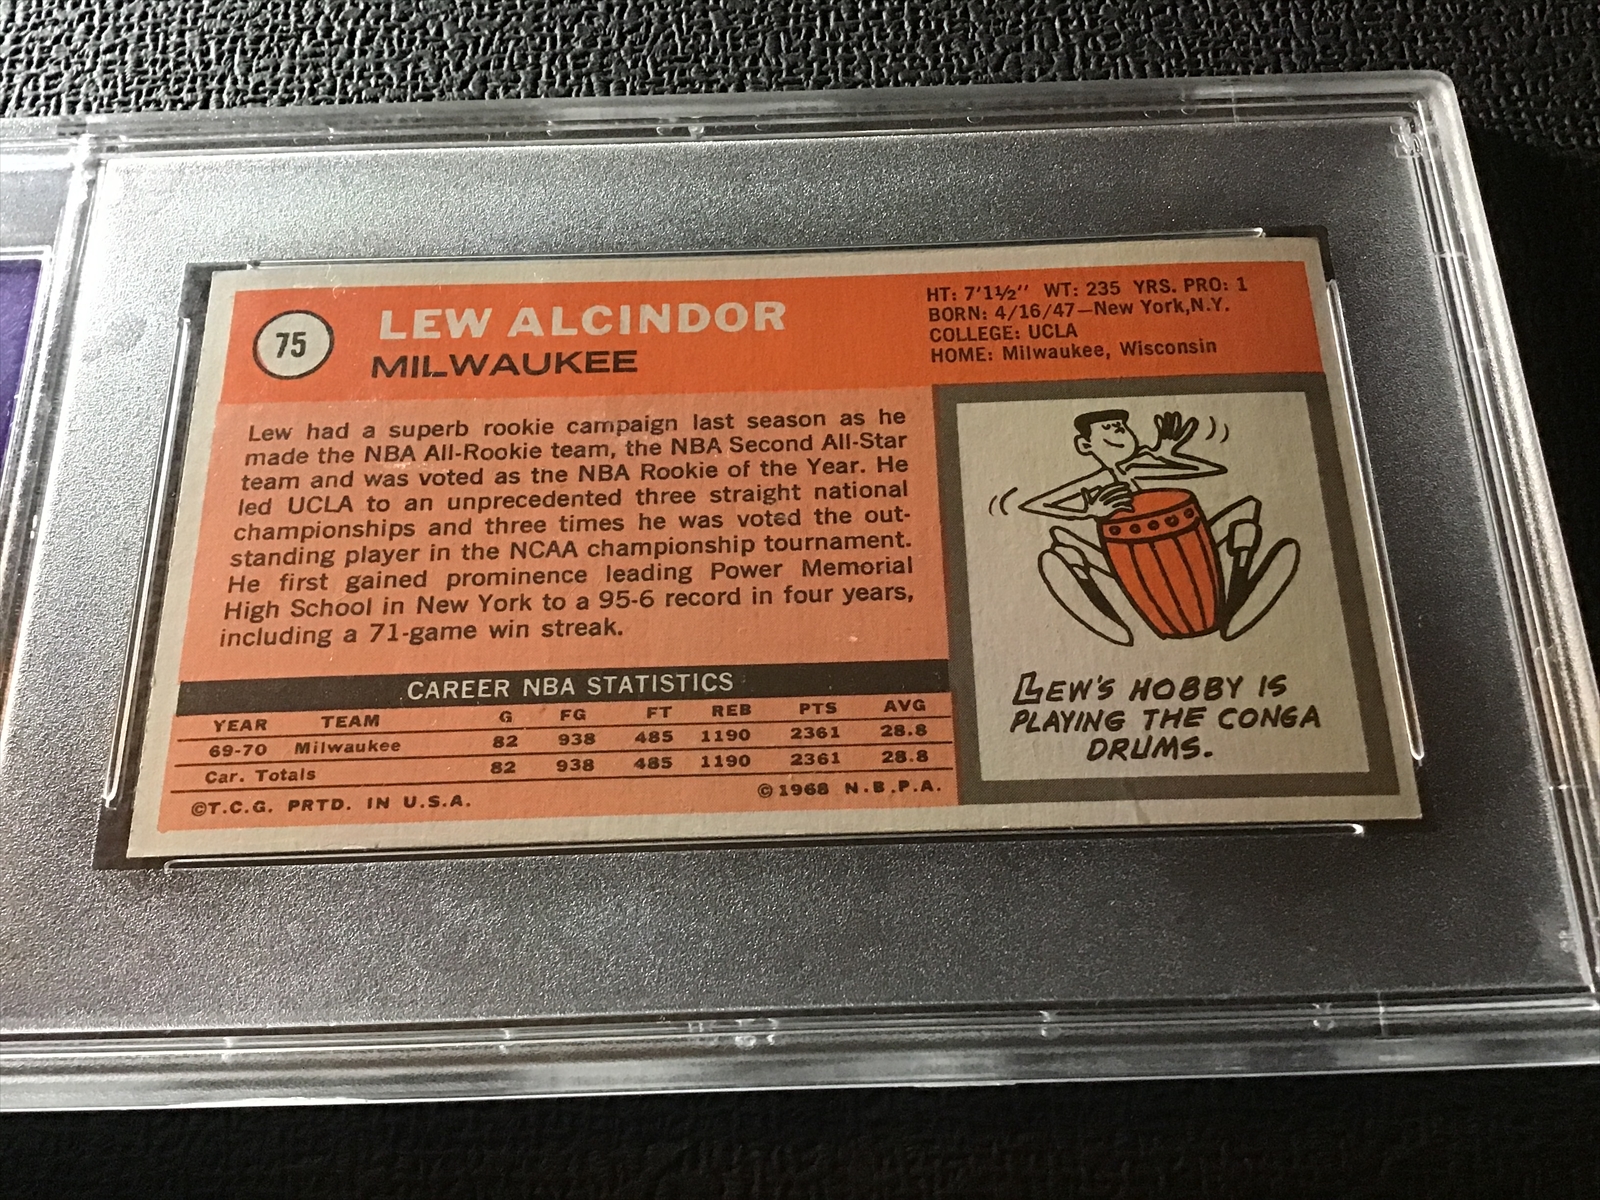 75
LEW ALCINDOR
MILWAUKEE
HT: 7'1½" WT: 235 YRS. PRO: 1
BORN: 4/16/47—New York,N.Y.
COLLEGE: UCLA
HOME: Milwaukee, Wisconsin
Lew had a superb rookie campaign last season as he
made the NBA All-Rookie team, the NBA Second All-Star
team and was voted as the NBA Rookie of the Year. He
led UCLA to an unprecedented three straight national
championships and three times he was voted the out-
standing player in the NCAA championship tournament.
He first gained prominence leading Power Memorial
High School in New York to a 95-6 record in four years,
including a 71-game win streak.
CAREER NBA STATISTICS
YEAR TEAM G FG FT REB PTS AVG
69-70 Milwaukee 82 938 485 1190 2361 28.8
Car. Totals 82 938 485 1190 2361 28.8
©T.C.G. PRTD. IN U.S.A. ©1968 N.B.P.A.
LEW'S HOBBY IS
PLAYING THE CONGA
DRUMS.